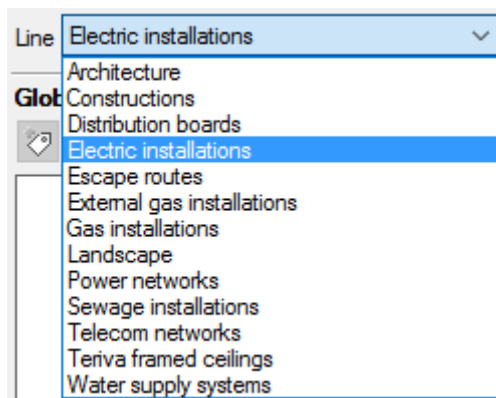 Line Electric installations
Architecture
Glob Constructions
Distribution boards
Electric installations
Escape routes
External gas installations
Gas installations
Landscape
Power networks
Sewage installations
Telecom networks
Teriva framed ceilings
Water supply systems